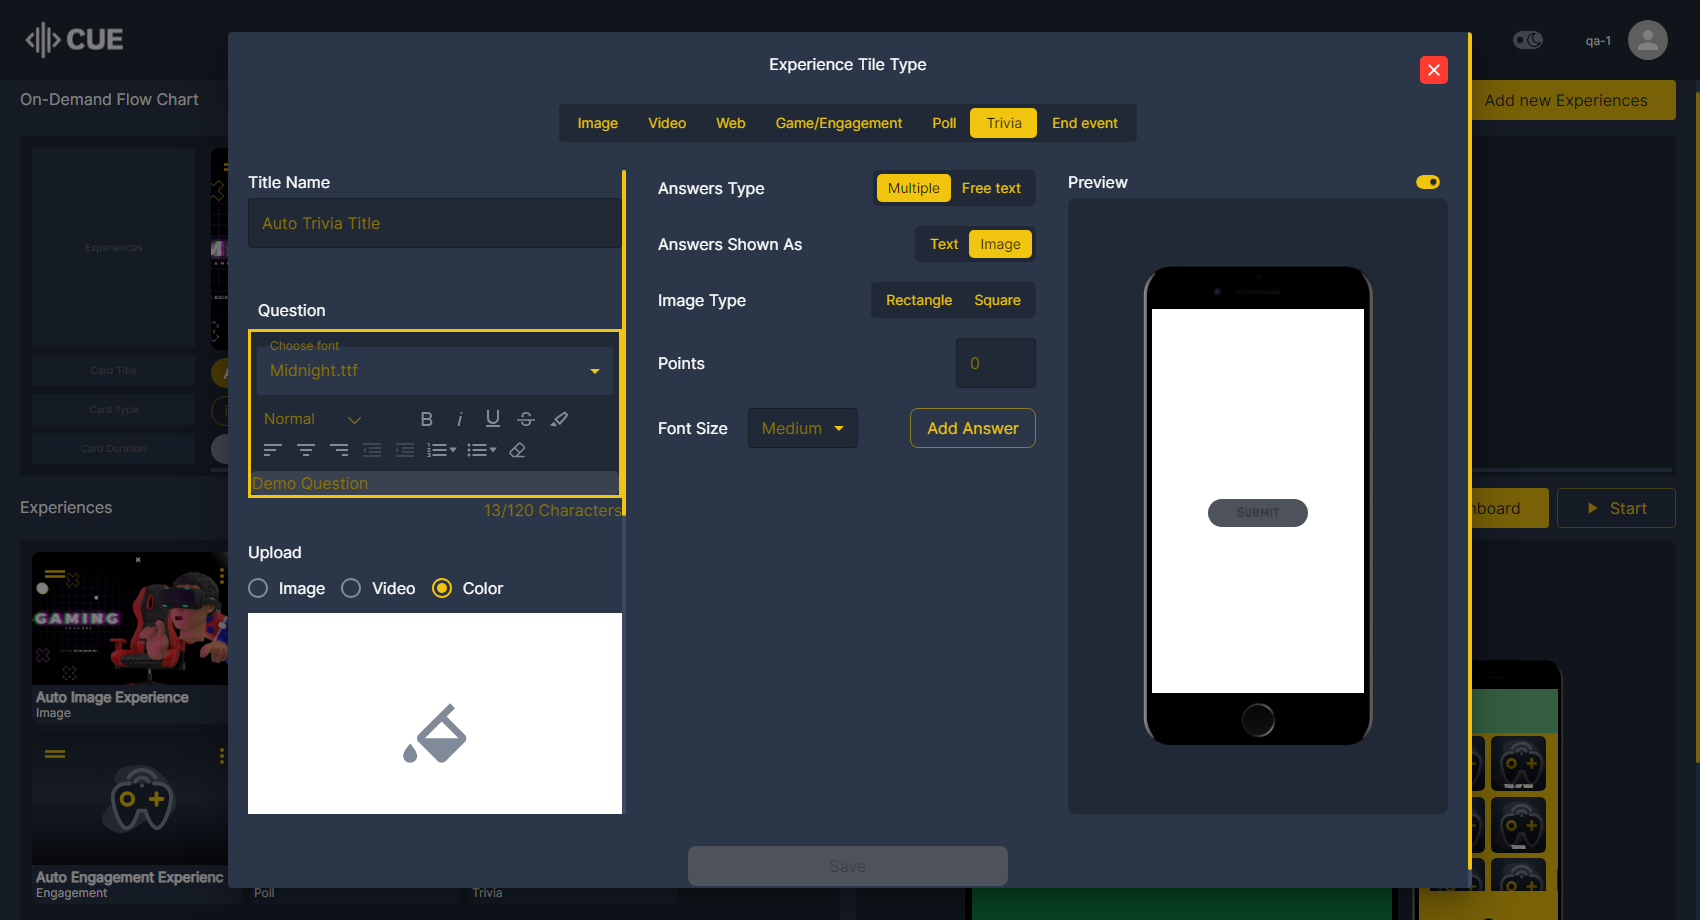 CUE
qa-1
On-Demand Flow Chart
Add new Experiences
Experiences
Card Title
Card Type
Card Duration
Experience Tile Type
Image
Video
Web
Game/Engagement
Poll
Trivia
End event
Title Name
Auto Trivia Title
Question
Choose font
Midnight.ttf
Normal
Demo Question
13/120 Characters
Upload
Image
Video
Color
Answers Type
Multiple
Free text
Answers Shown As
Text
Image
Image Type
Rectangle
Square
Points
0
Font Size
Medium
Add Answer
Preview
SUBMIT
Save
Experiences
Start
GAMING
Auto Image Experience
Image
Auto Engagement Experienc
Engagement
Poll
Trivia
TRIVIA